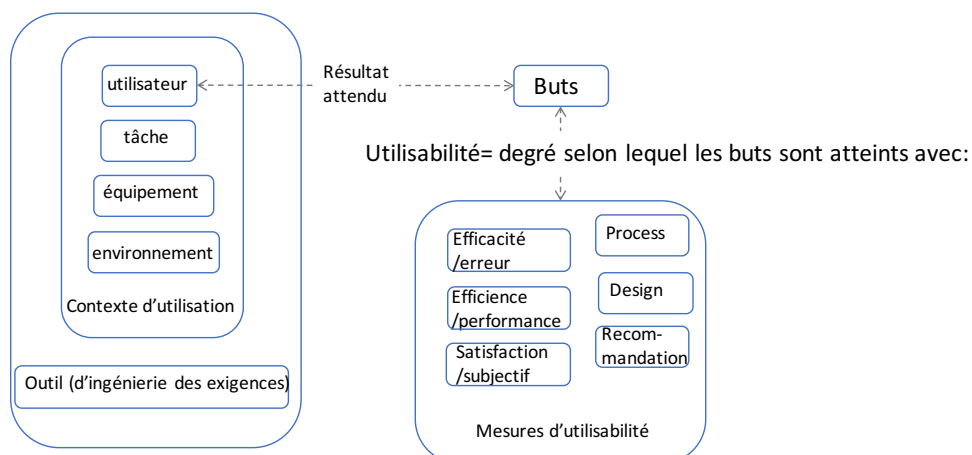 utilisateur
tâche
équipement
environnement
Contexte d'utilisation
Outil (d'ingénierie des exigences)
Résultat
attendu
Buts
Utilisabilité= degré selon lequel les buts sont atteints avec:
Efficacité
/erreur
Efficience
/performance
Satisfaction
/subjectif
Process
Design
Recom-
mandation
Mesures d'utilisabilité